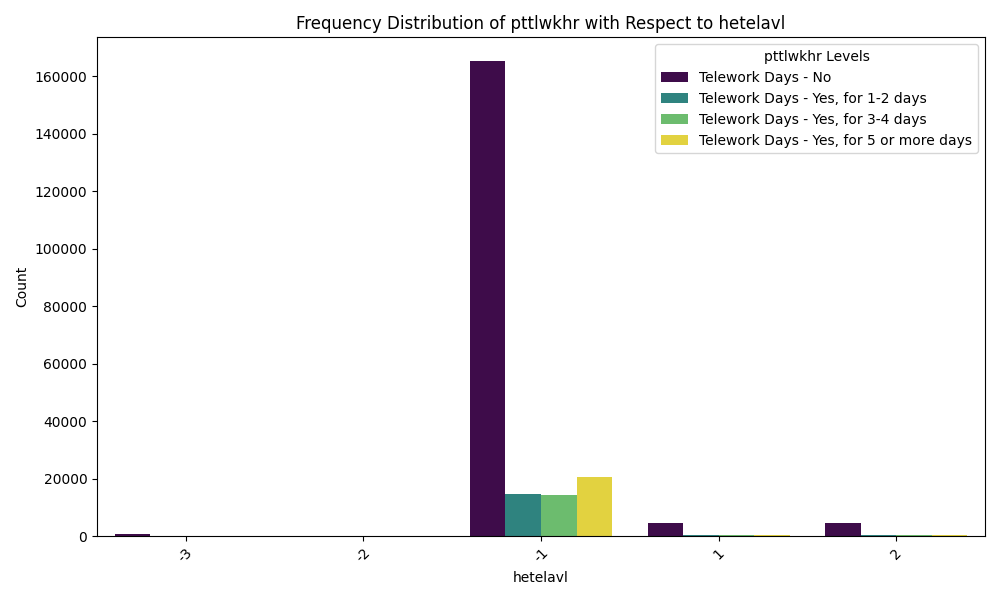 Frequency Distribution of pttlwkhr with Respect to hetelavl
pttlwkhr Levels
Telework Days - No
Telework Days - Yes, for 1-2 days
Telework Days - Yes, for 3-4 days
Telework Days - Yes, for 5 or more days
Count
160000
140000
120000
100000
80000
60000
40000
20000
0
-3
-2
-1
1
2
hetelavl